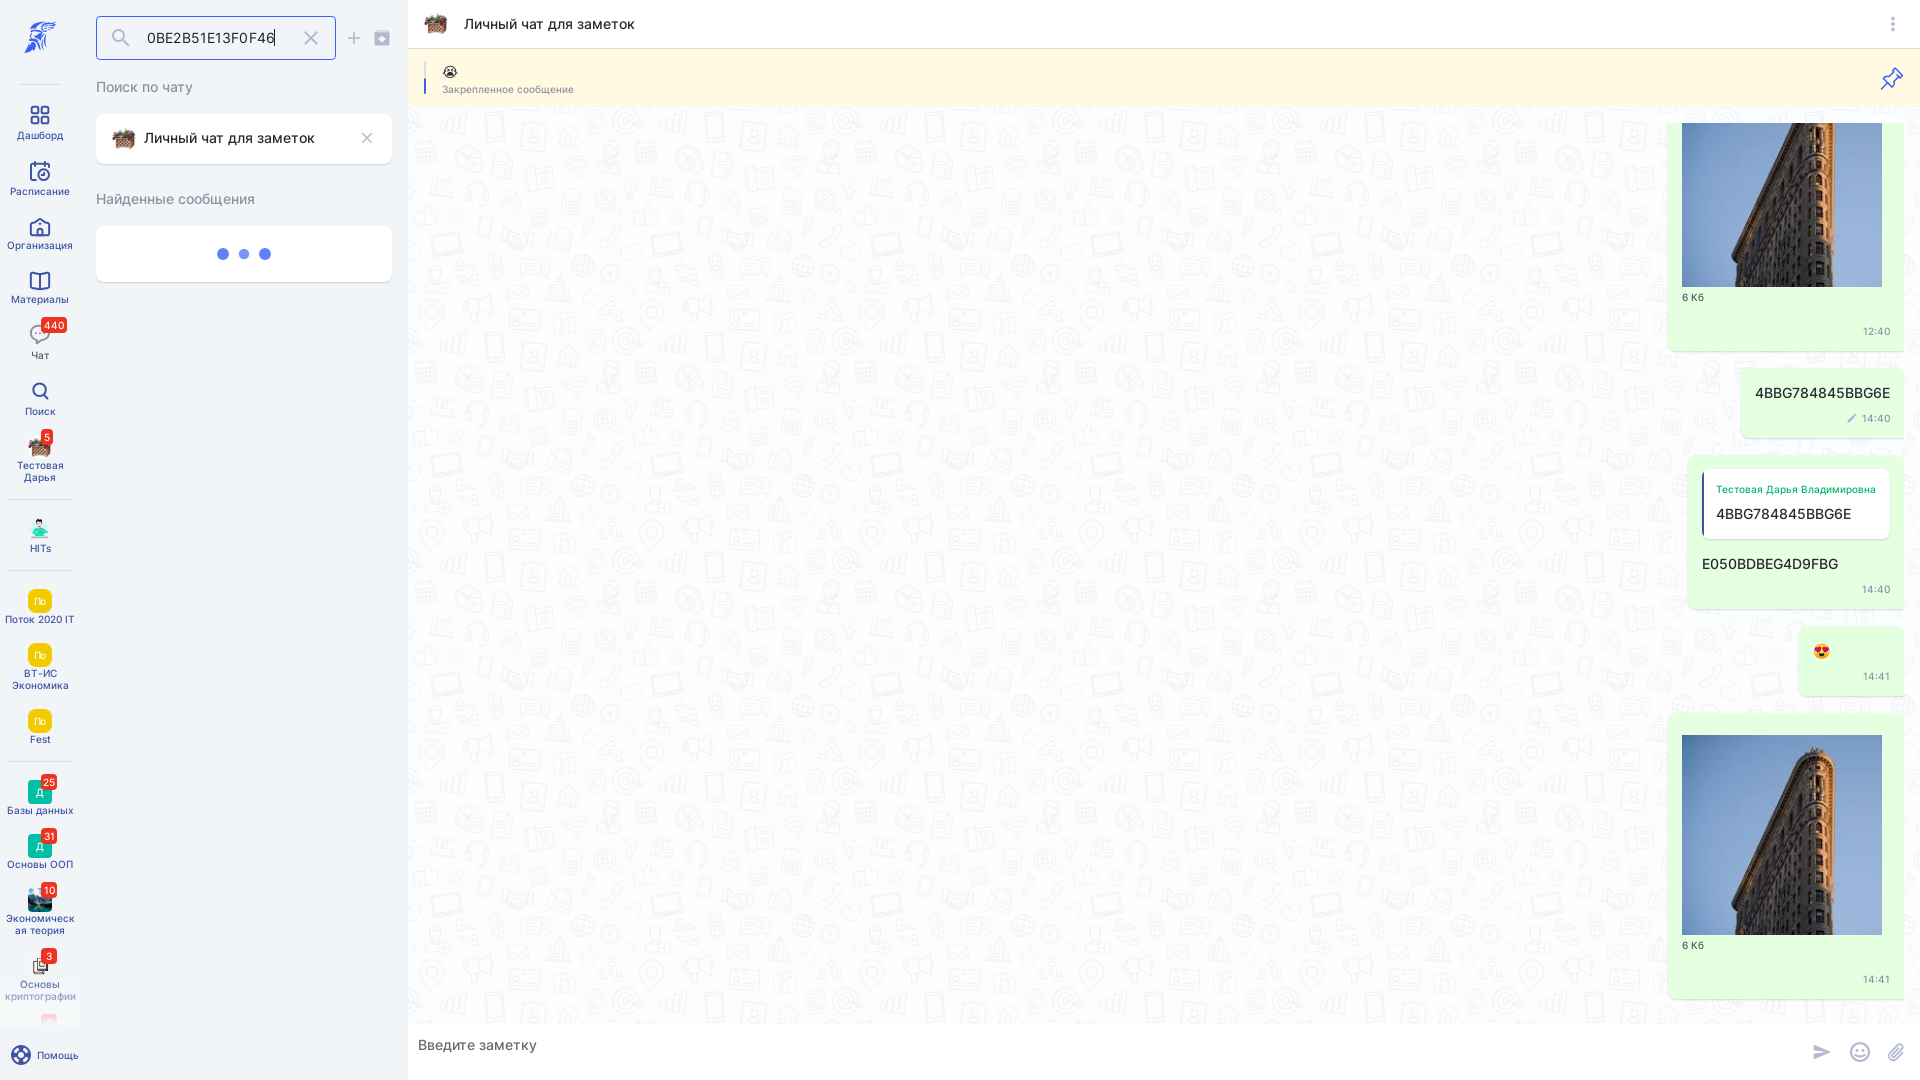 0BE2B51E13F0F46
Поиск по чату
Личный чат для заметок
Найденные сообщения
Дашборд
Расписание
Организация
Материалы
440
Чат
Поиск
5
Тестовая
Дарья
HITs
По
Поток 2020 IT
По
ВТ-ИС
Экономика
По
Fest
25
Д
Базы данных
31
Д
Основы ООП
10
Экономическ
ая теория
3
Основы
криптографии
Помощь
Личный чат для заметок
Закрепленное сообщение
6 Кб
12:40
4BBG784845BBG6E
14:40
Тестовая Дарья Владимировна
4BBG784845BBG6E
E050BDBEG4D9FBG
14:40
14:41
6 Кб
14:41
Введите заметку